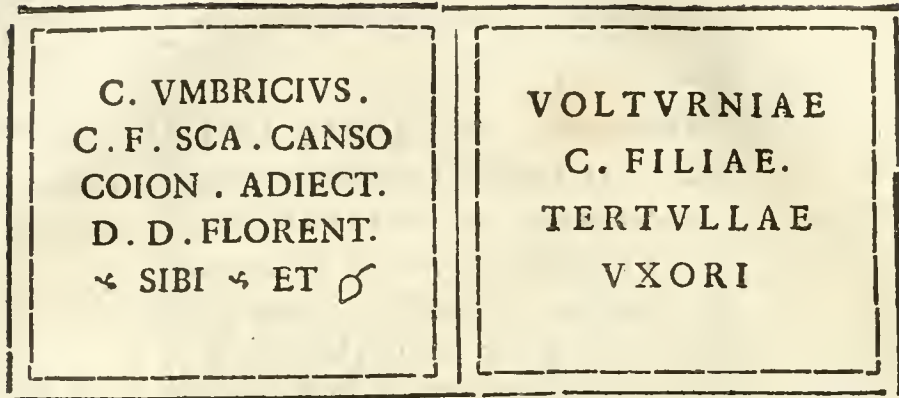 C. VMBRICIVS.
C. F. SCA. CANSO
COION. ADIECT.
D. D. FLORENT.
SIBI ET
VOLTVRNIAE
C. FILIAE.
TERTVLLAE
VXORI